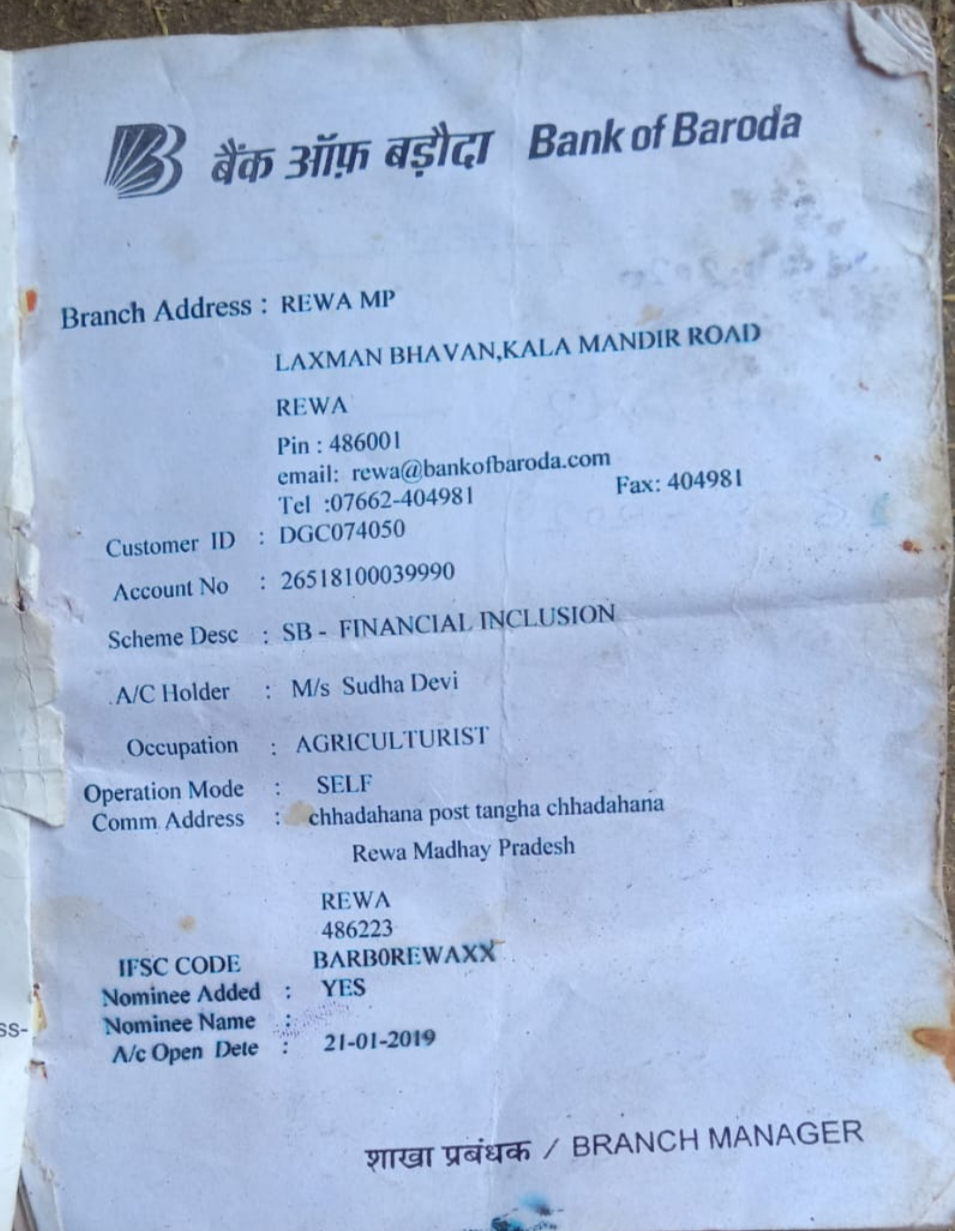 बैंक ऑफ़ बड़ौदा Bank of Baroda
Branch Address : REWA MP
LAXMAN BHAVAN,KALA MANDIR ROAD
REWA
Pin : 486001
email: rewa@bankofbaroda.com
Tel :07662-404981 Fax: 404981
Customer ID : DGC074050
Account No : 26518100039990
Scheme Desc : SB - FINANCIAL INCLUSION
A/C Holder : M/s Sudha Devi
Occupation : AGRICULTURIST
Operation Mode : SELF
Comm Address : chhadahana post tangha chhadahana
Rewa Madhay Pradesh
REWA
486223
IFSC CODE BARB0REWAXX
Nominee Added : YES
Nominee Name :
A/c Open Dete : 21-01-2019
शाखा प्रबंधक / BRANCH MANAGER
ss-